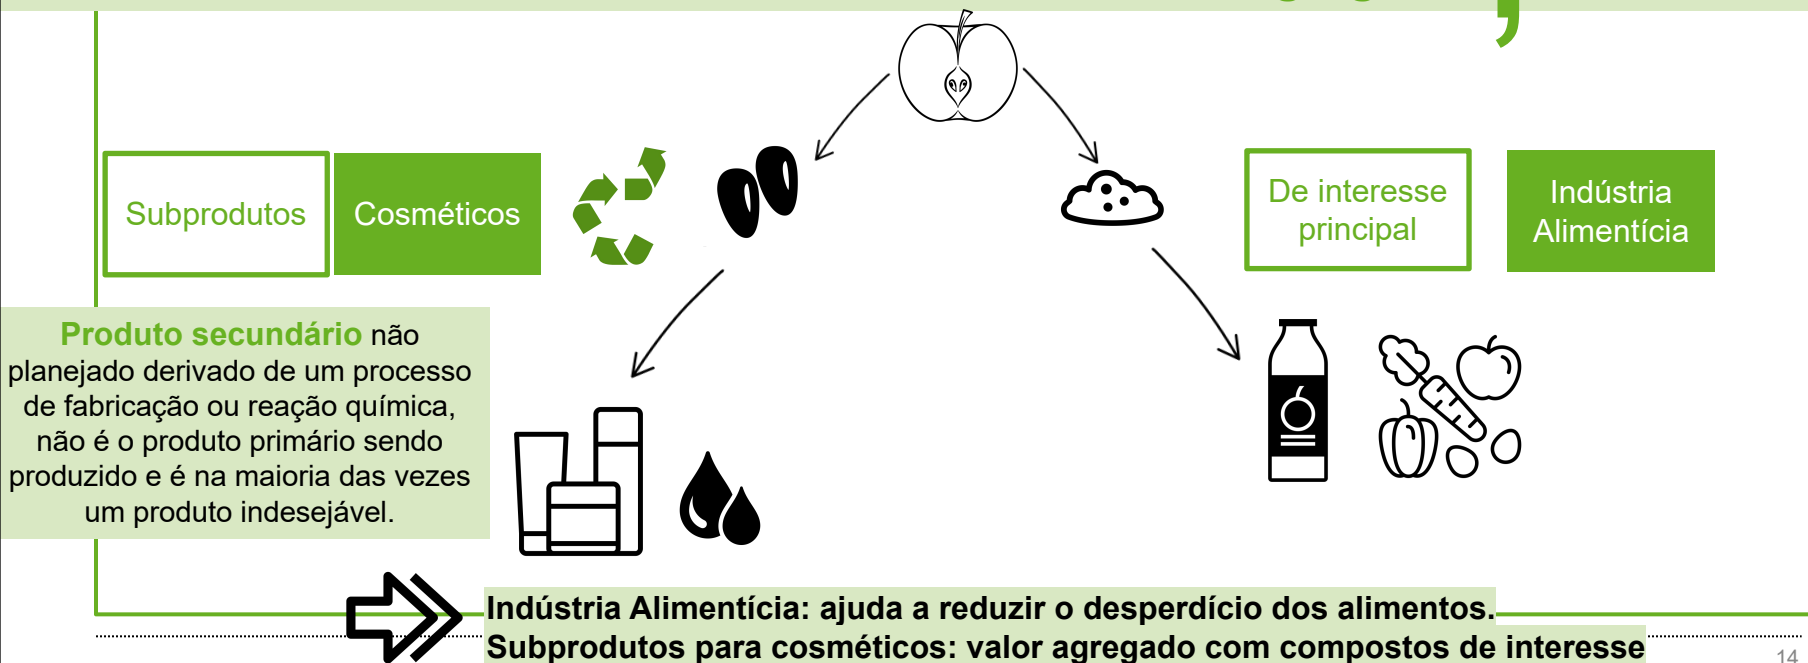 Subprodutos
Cosméticos
De interesse
principal
Indústria
Alimentícia
Produto secundário não
planejado derivado de um processo
de fabricação ou reação química,
não é o produto primário sendo
produzido e é na maioria das vezes
um produto indesejável.
Indústria Alimentícia: ajuda a reduzir o desperdício dos alimentos.
Subprodutos para cosméticos: valor agregado com compostos de interesse
14